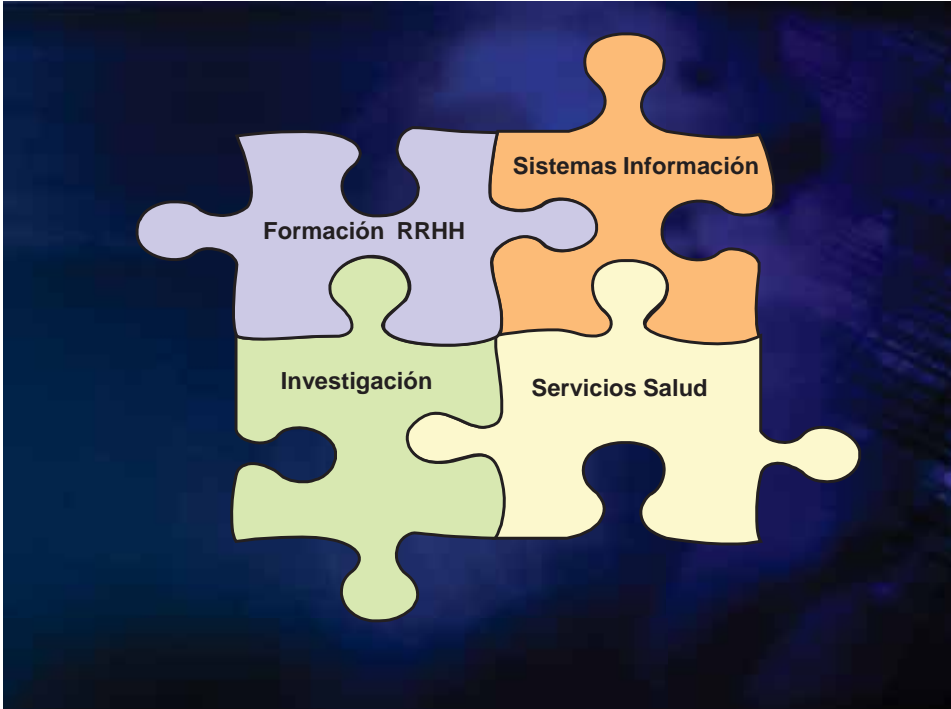 Sistemas Información
Formación RRHH
Investigación
Servicios Salud